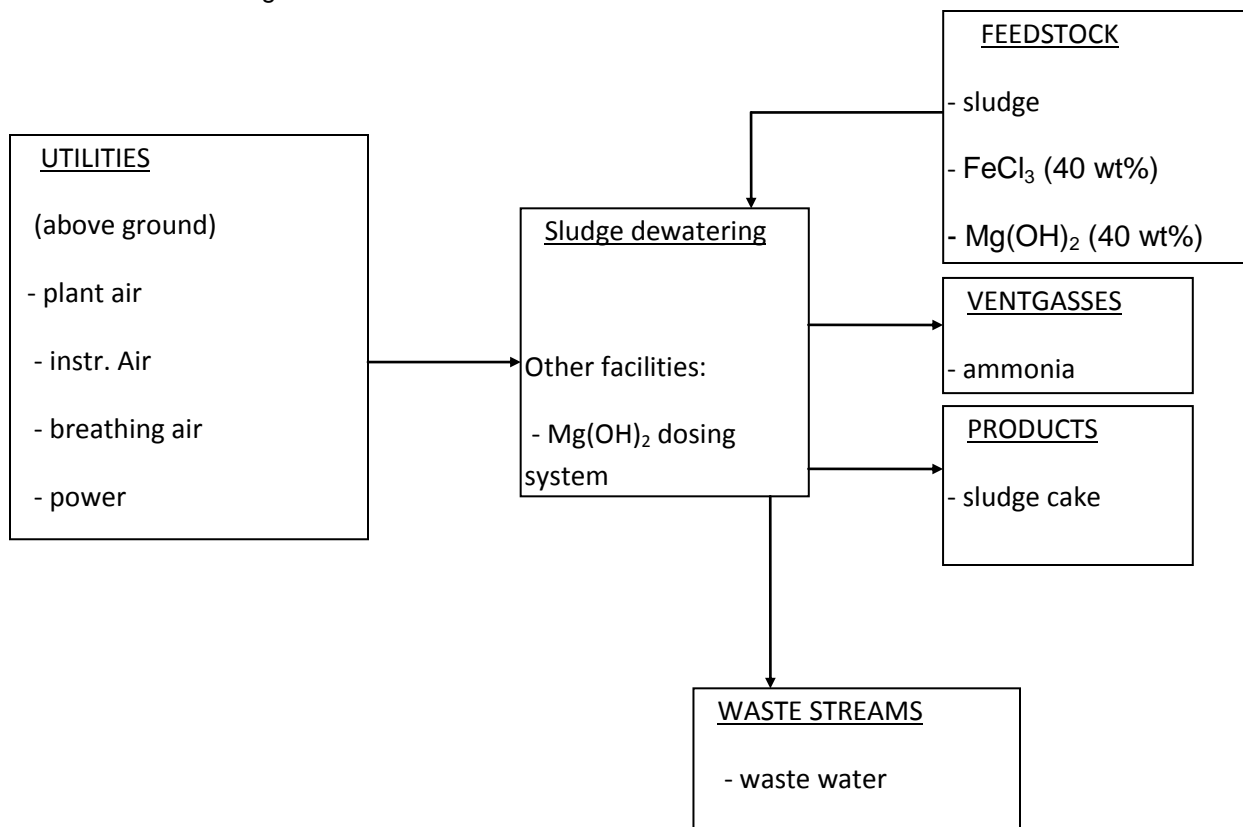 FEEDSTOCK
- sludge
- FeCl₃ (40 wt%)
- Mg(OH)₂ (40 wt%)
UTILITIES
(above ground)
- plant air
- instr. Air
- breathing air
- power
Sludge dewatering
Other facilities:
- Mg(OH)₂ dosing
system
VENTGASSES
- ammonia
PRODUCTS
- sludge cake
WASTE STREAMS
- waste water